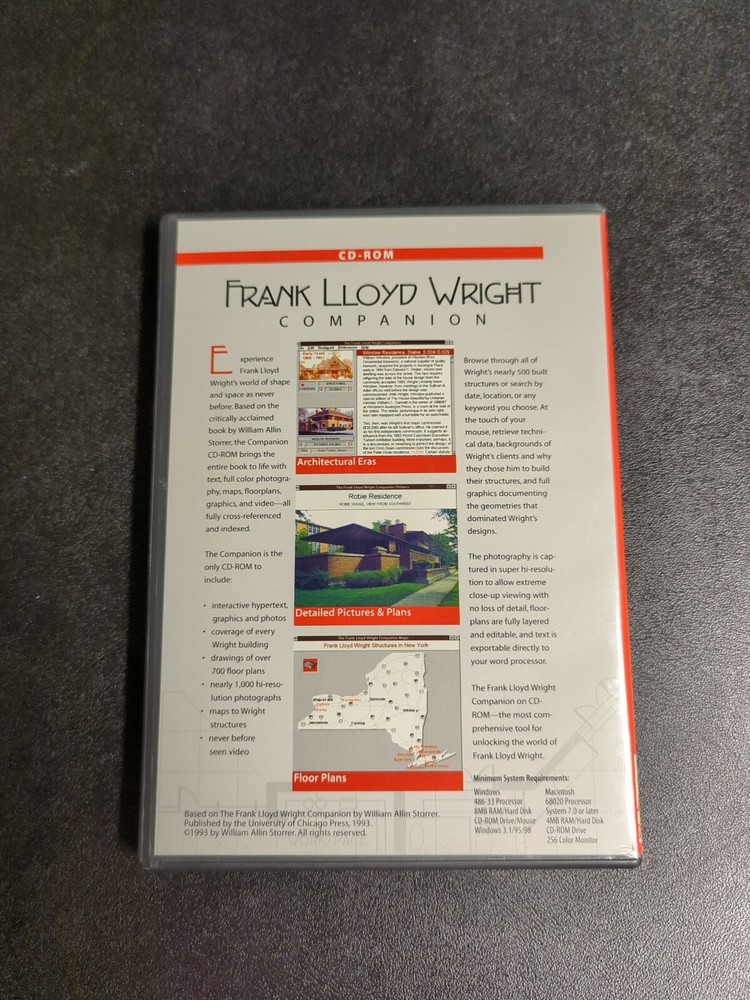 CD-ROM
FRANK LLOYD WRIGHT
COMPANION
Experience
Frank Lloyd
Wright's world of shape
and space as never
before. Based on the
critically acclaimed
book by William Allin
Storrer, the Companion
CD-ROM brings the
entire book to life with
text, full color photogra-
phy, maps, floorplans,
graphics, and video—all
fully cross-referenced
and indexed.
The Companion is the
only CD-ROM to
include:
• interactive hypertext,
graphics and photos
• coverage of every
Wright building
• drawings of over
700 floor plans
• nearly 1,000 hi-reso-
lution photographs
• maps to Wright
structures
• never before
seen video
Early Years
Architectural Eras
Robie Residence
ROBIE HOUSE, VIEW FROM SOUTHWEST
Detailed Pictures & Plans
The Frank Lloyd Wright Companion Maps
Frank Lloyd Wright Structures in New York
Floor Plans
Browse through all of
Wright's nearly 500 built
structures or search by
date, location, or any
keyword you choose. At
the touch of your
mouse, retrieve techni-
cal data, backgrounds of
Wright's clients and why
they chose him to build
their structures, and full
graphics documenting
the geometries that
dominated Wright's
designs.
The photography is cap-
tured in super hi-resolu-
tion to allow extreme
close-up viewing with
no loss of detail, floor-
plans are fully layered
and editable, and text is
exportable directly to
your word processor.
The Frank Lloyd Wright
Companion on CD-
ROM—the most com-
prehensive tool for
unlocking the world of
Frank Lloyd Wright.
Minimum System Requirements:
Windows
486-33 Processor
8MB RAM/Hard Disk
CD-ROM Drive/Mouse
Windows 3.1/95/98
Macintosh
68020 Processor
System 7.0 or later
4MB RAM/Hard Disk
CD-ROM Drive
256 Color Monitor
Based on The Frank Lloyd Wright Companion by William Allin Storrer.
Published by the University of Chicago Press, 1993.
©1993 by William Allin Storrer. All rights reserved.